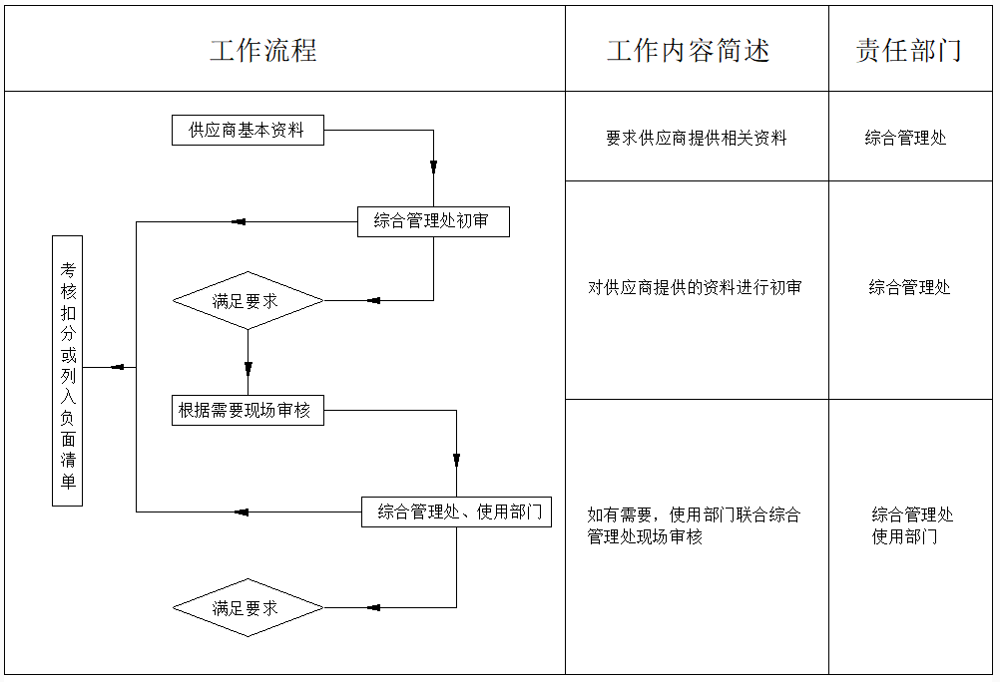 工作流程
工作内容简述
责任部门
供应商基本资料
要求供应商提供相关资料
综合管理处
综合管理处初审
满足要求
对供应商提供的资料进行初审
综合管理处
考核扣分或列入负面清单
根据需要现场审核
综合管理处、使用部门
如有需要，使用部门联合综合
管理处现场审核
综合管理处
使用部门
满足要求